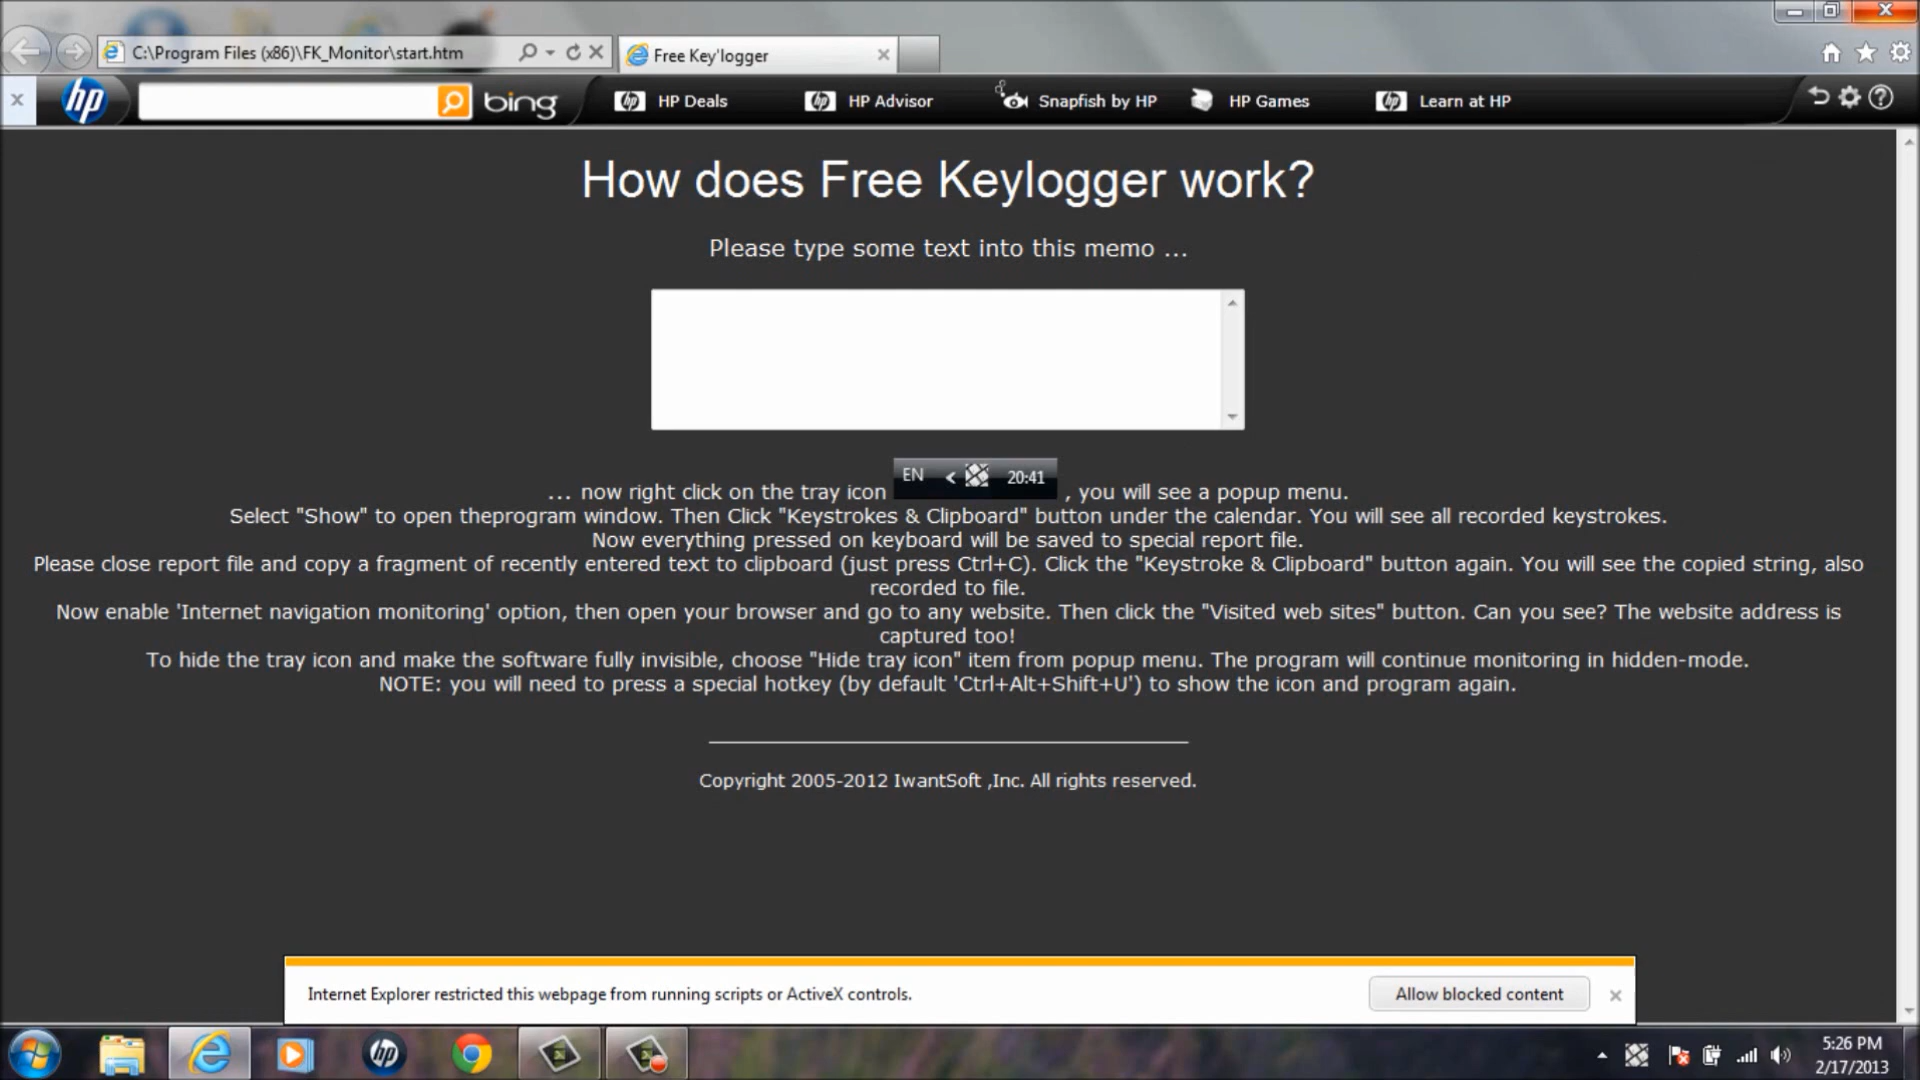 C:\Program Files (x86)\FK_Monitor\start.htm
Free Key'logger
hp
bing
HP Deals
HP Advisor
Snapfish by HP
HP Games
Learn at HP
How does Free Keylogger work?
Please type some text into this memo ...
EN < 20:41
... now right click on the tray icon , you will see a popup menu.
Select "Show" to open theprogram window. Then Click "Keystrokes & Clipboard" button under the calendar. You will see all recorded keystrokes.
Now everything pressed on keyboard will be saved to special report file.
Please close report file and copy a fragment of recently entered text to clipboard (just press Ctrl+C). Click the "Keystroke & Clipboard" button again. You will see the copied string, also
recorded to file.
Now enable 'Internet navigation monitoring' option, then open your browser and go to any website. Then click the "Visited web sites" button. Can you see? The website address is
captured too!
To hide the tray icon and make the software fully invisible, choose "Hide tray icon" item from popup menu. The program will continue monitoring in hidden-mode.
NOTE: you will need to press a special hotkey (by default 'Ctrl+Alt+Shift+U') to show the icon and program again.
Copyright 2005-2012 IwantSoft ,Inc. All rights reserved.
Internet Explorer restricted this webpage from running scripts or ActiveX controls.
Allow blocked content
hp
5:26 PM
2/17/2013